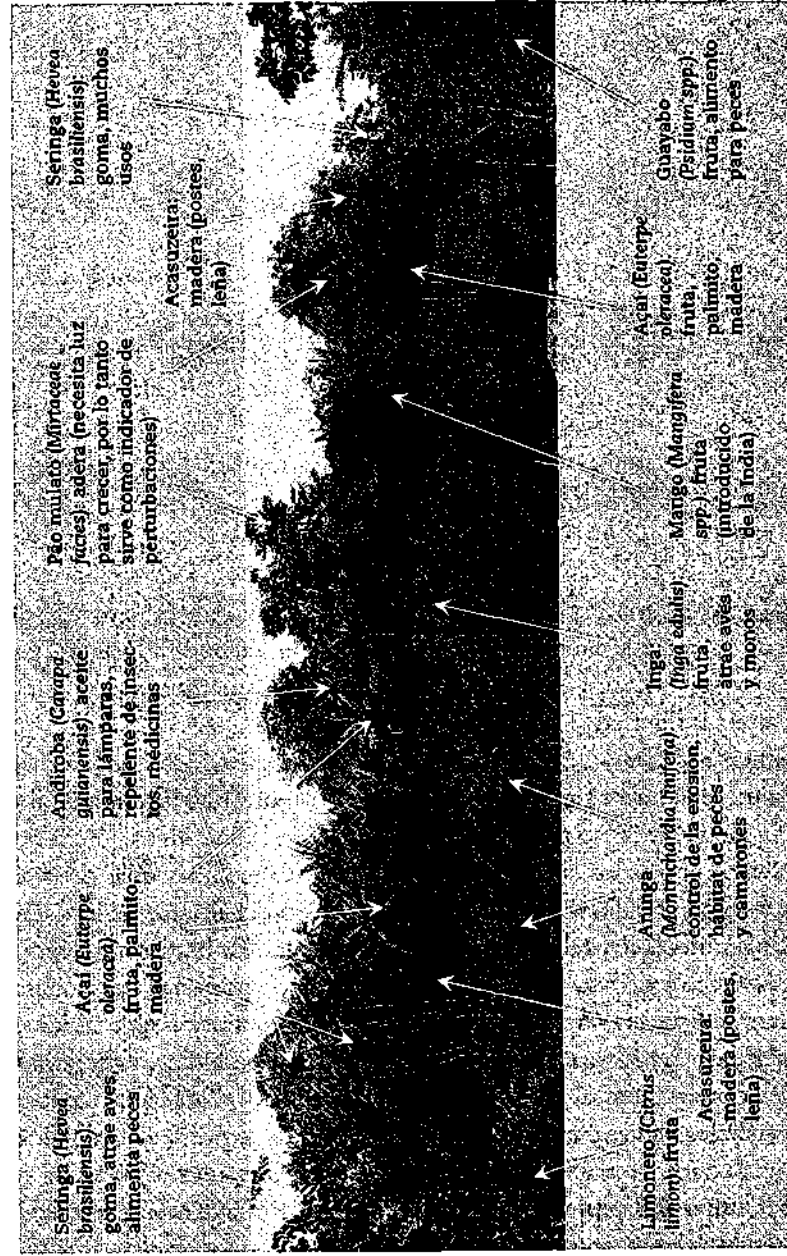 Seringa (Hevea
brasiliensis):
goma, atrae aves,
alimenta peces
Açaí (Euterpe
oleracea):
fruta, palmito,
madera
Andiroba (Carapa
guianensis): aceite
para lámparas,
repelente de insec-
tos, medicinas
Pão mulato (Mirtaceae
facies): adera (necesita luz
para crecer, por lo tanto
sirve como indicador de
perturbaciones)
Acasuzeira:
madera (postes,
leña)
Seringa (Hevea
brasiliensis):
goma, muchos
usos
Limonero (Citrus
limon): fruta
Acasuzeira:
madera (postes,
leña)
Aninga
(Montrichardia linifera):
control de la erosión,
hábitat de peces
y camarones
Inga
(Inga edulis):
fruta,
atrae aves
y monos
Mango (Mangifera
spp.): fruta
(introducido
de la India)
Açaí (Euterpe
oleracea):
fruta,
palmito,
madera
Guayabo
(Psidium spp.):
fruta, alimento
para peces